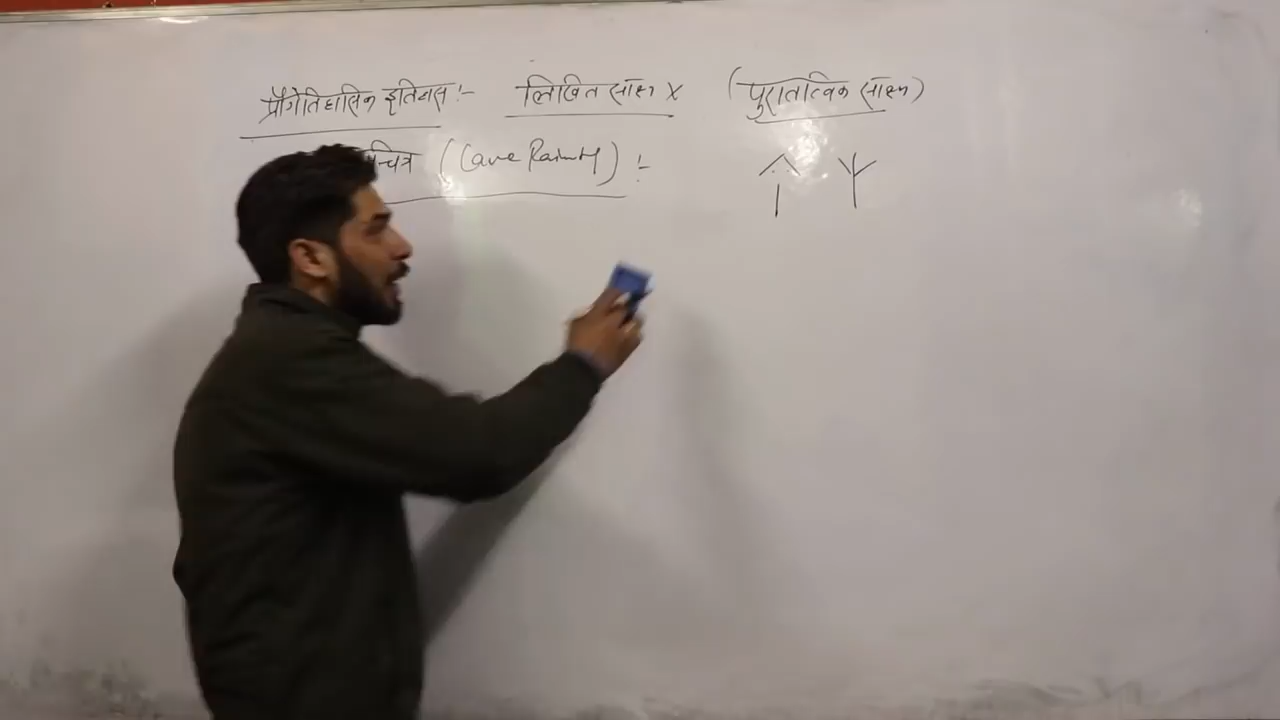 प्रागैतिहासिक इतिहास :- लिखित साक्ष्य X (पुरातात्विक साक्ष्य)
चित्र (Cave Painting) :-